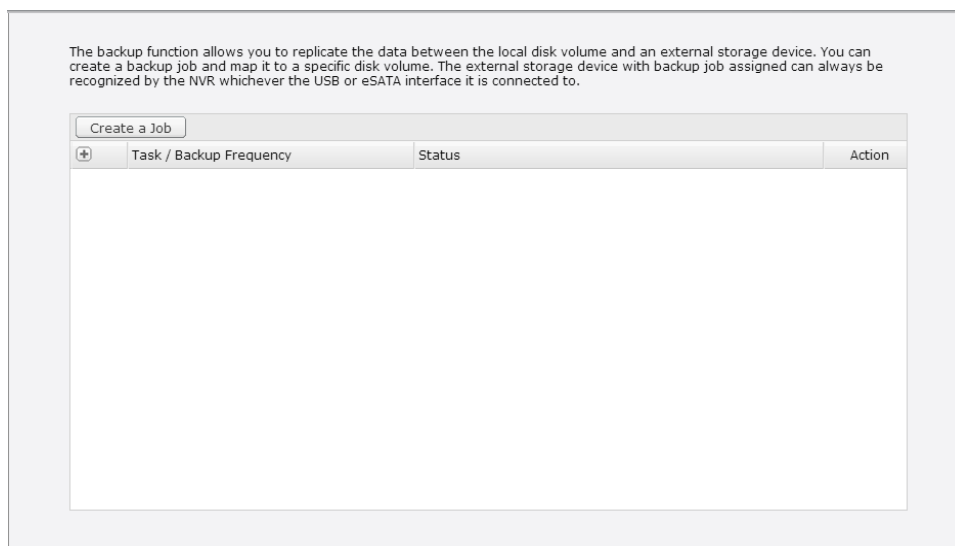 The backup function allows you to replicate the data between the local disk volume and an external storage device. You can
create a backup job and map it to a specific disk volume. The external storage device with backup job assigned can always be
recognized by the NVR whichever the USB or eSATA interface it is connected to.
Create a Job
Task / Backup Frequency Status Action